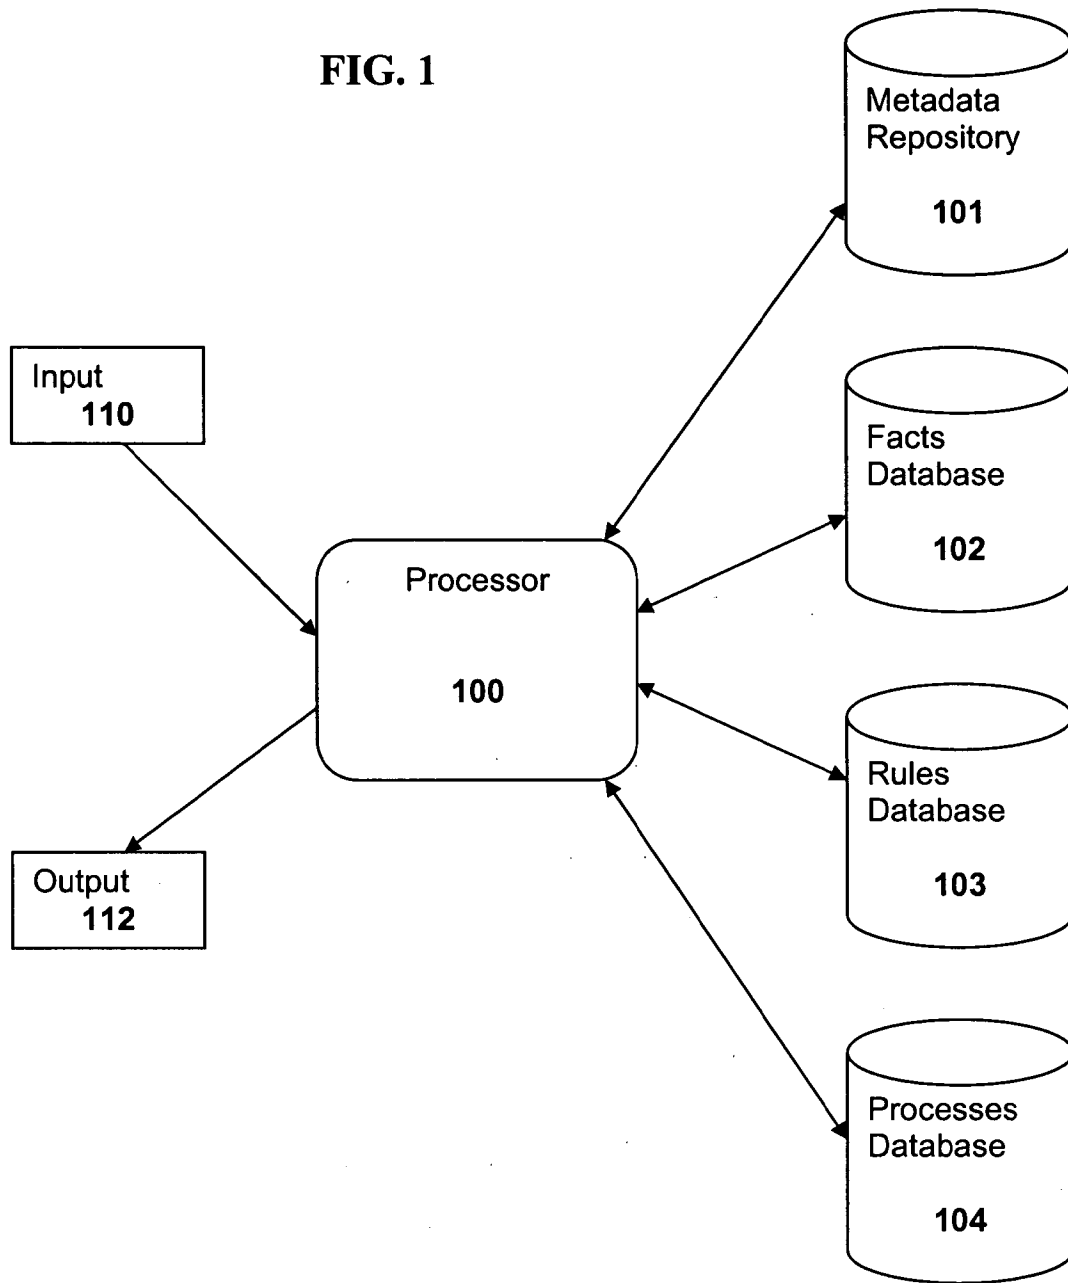 FIG. 1
Metadata
Repository
101
Input
110
Facts
Database
102
Processor
100
Rules
Database
103
Output
112
Processes
Database
104